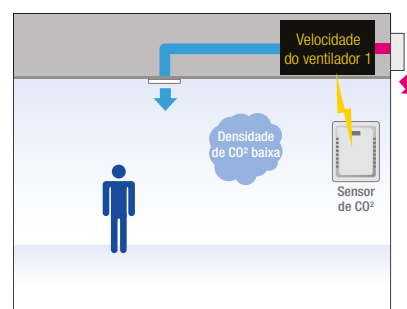 Velocidade
do ventilador 1
Densidade
de CO² baixa
Sensor
de CO²